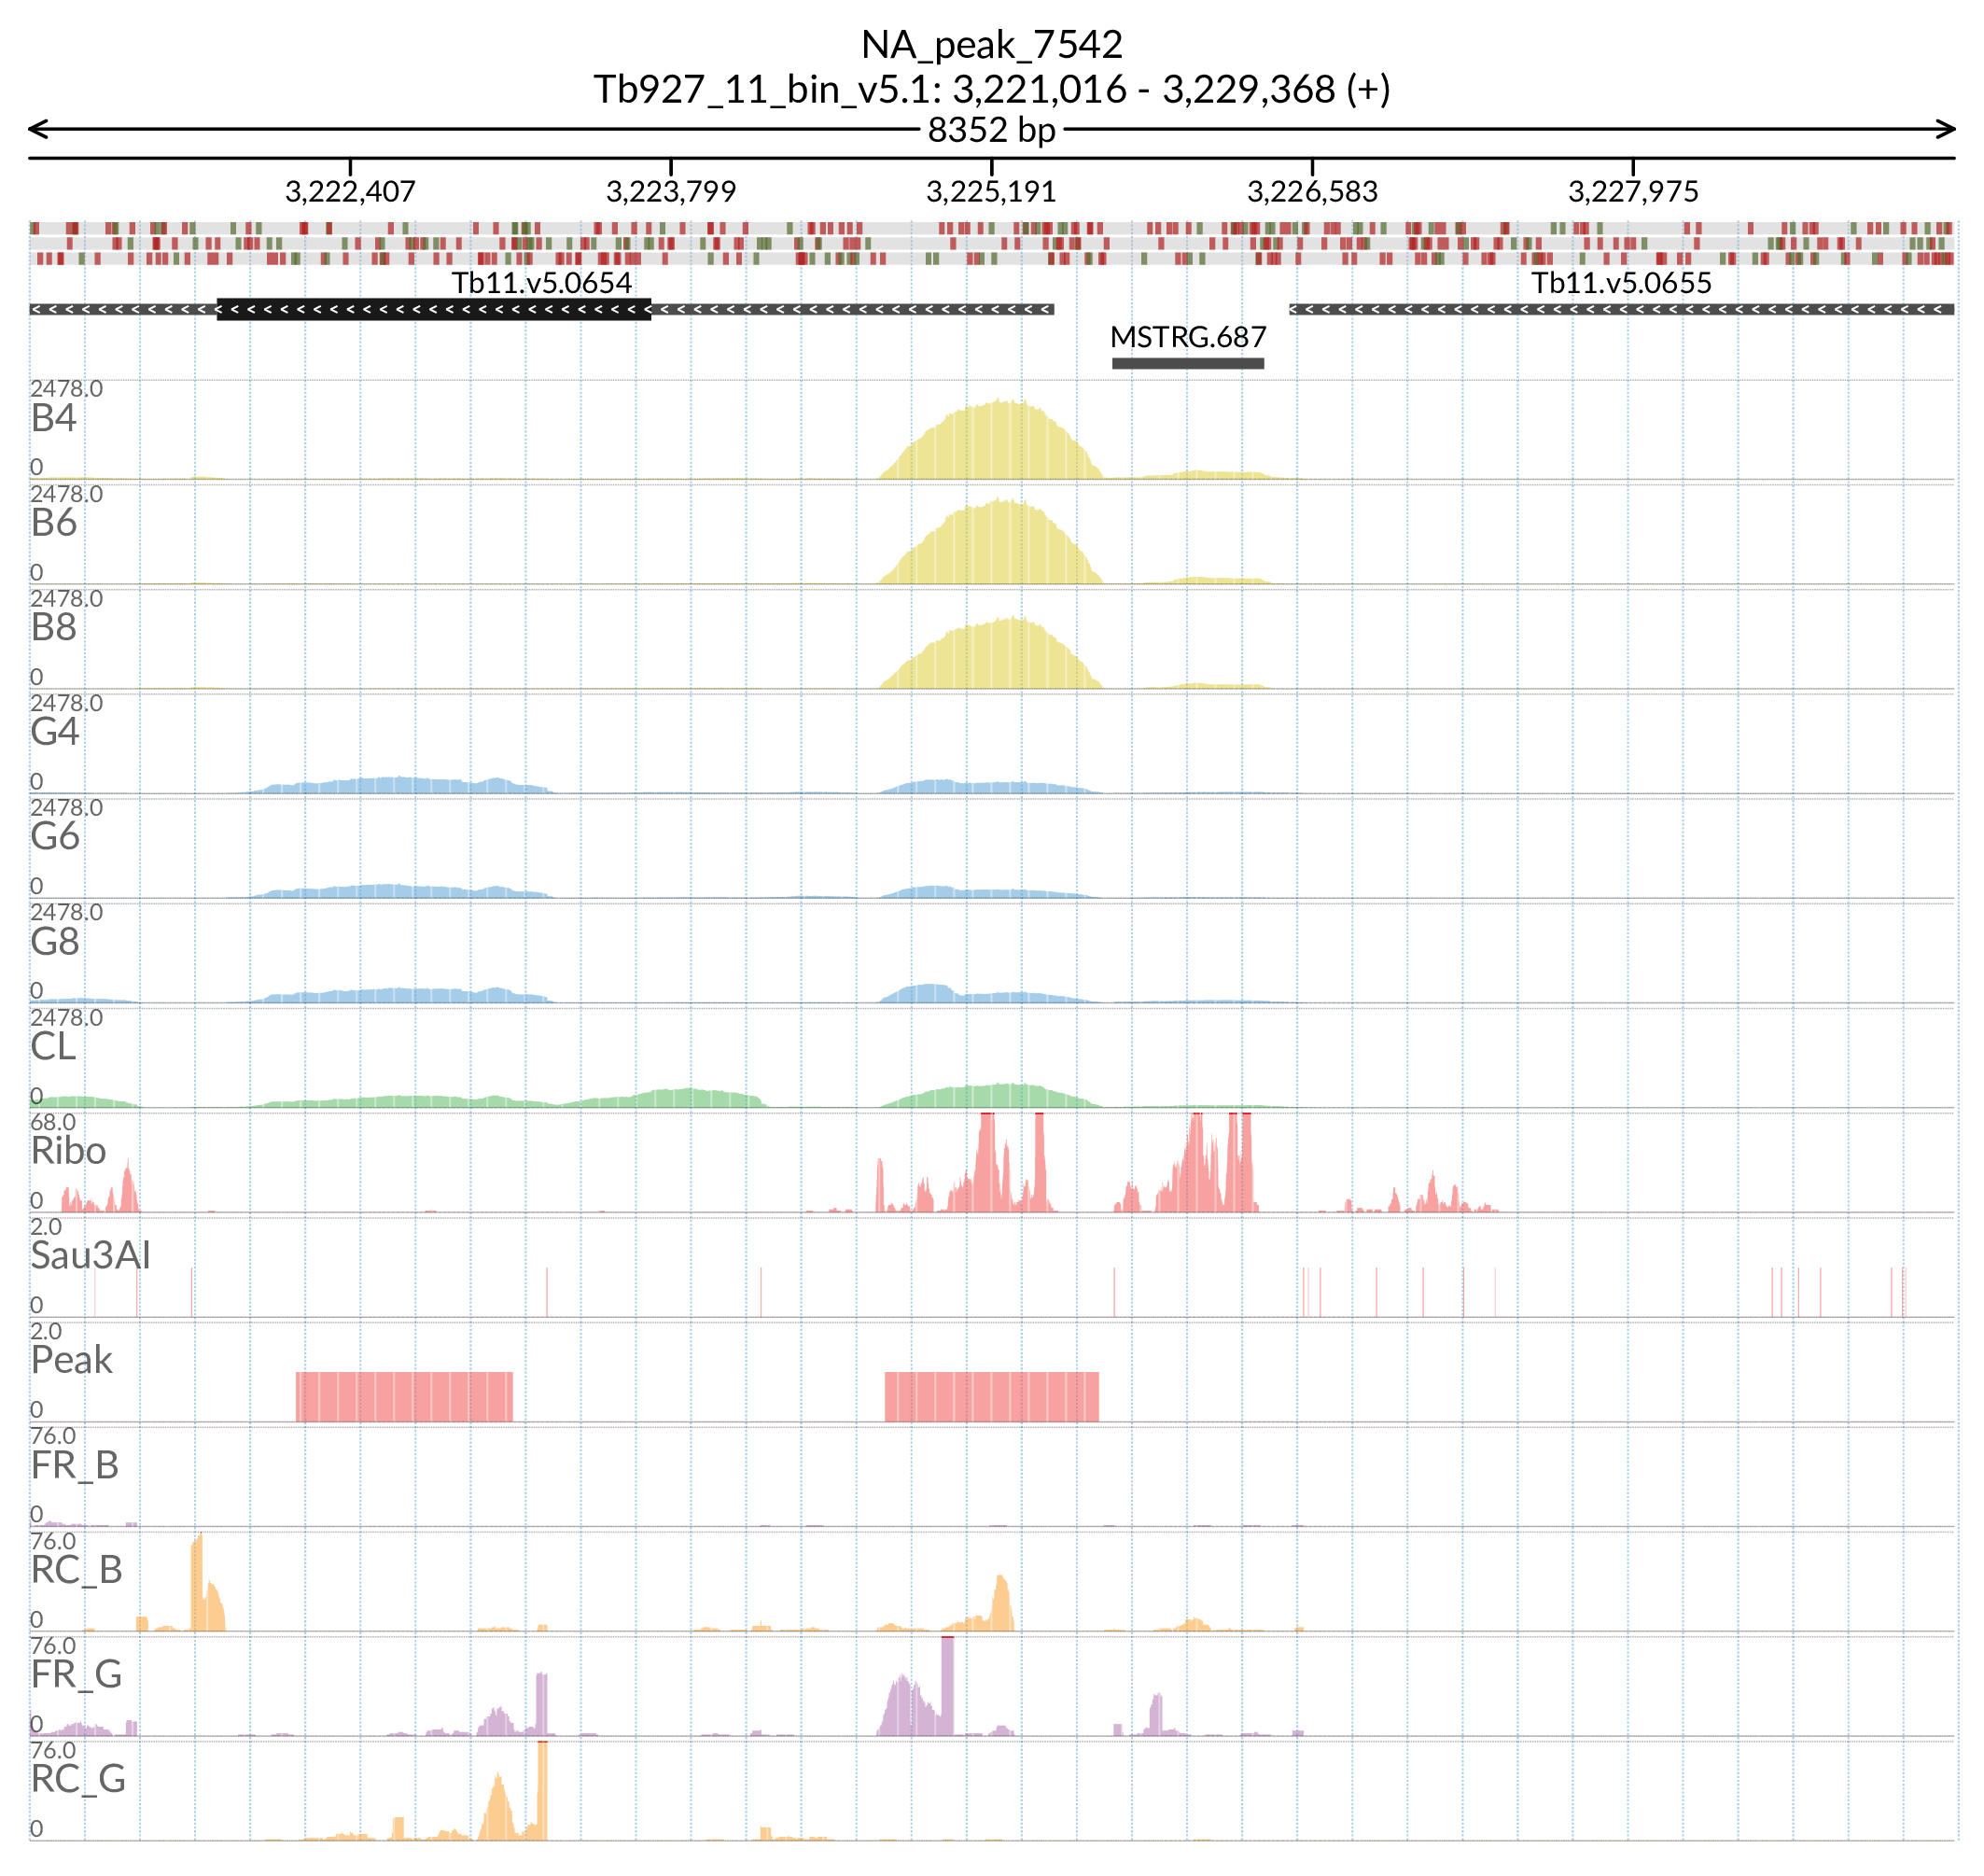 NA_peak_7542
Tb927_11_bin_v5.1: 3,221,016 - 3,229,368 (+)
8352 bp
3,222,407 3,223,799 3,225,191 3,226,583 3,227,975
Tb11.v5.0654 Tb11.v5.0655
MSTRG.687
2478.0
B4
0
2478.0
B6
0
2478.0
B8
0
2478.0
G4
0
2478.0
G6
0
2478.0
G8
0
2478.0
CL
0
68.0
Ribo
0
2.0
Sau3AI
0
2.0
Peak
0
76.0
FR_B
0
76.0
RC_B
0
76.0
FR_G
0
76.0
RC_G
0